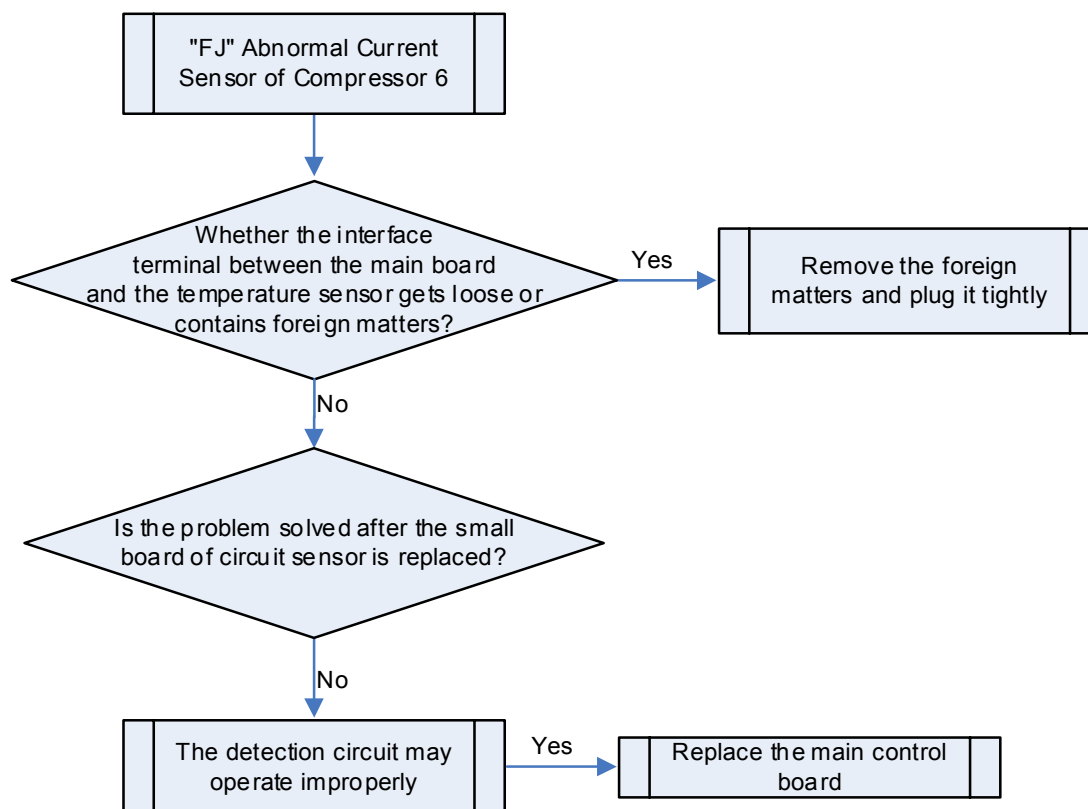 "FJ" Abnormal Current
Sensor of Compressor 6
Whether the interface
terminal between the main board
and the temperature sensor gets loose or
contains foreign matters?
Yes
Remove the foreign
matters and plug it tightly
No
Is the problem solved after the small
board of circuit sensor is replaced?
No
The detection circuit may
operate improperly
Yes
Replace the main control
board